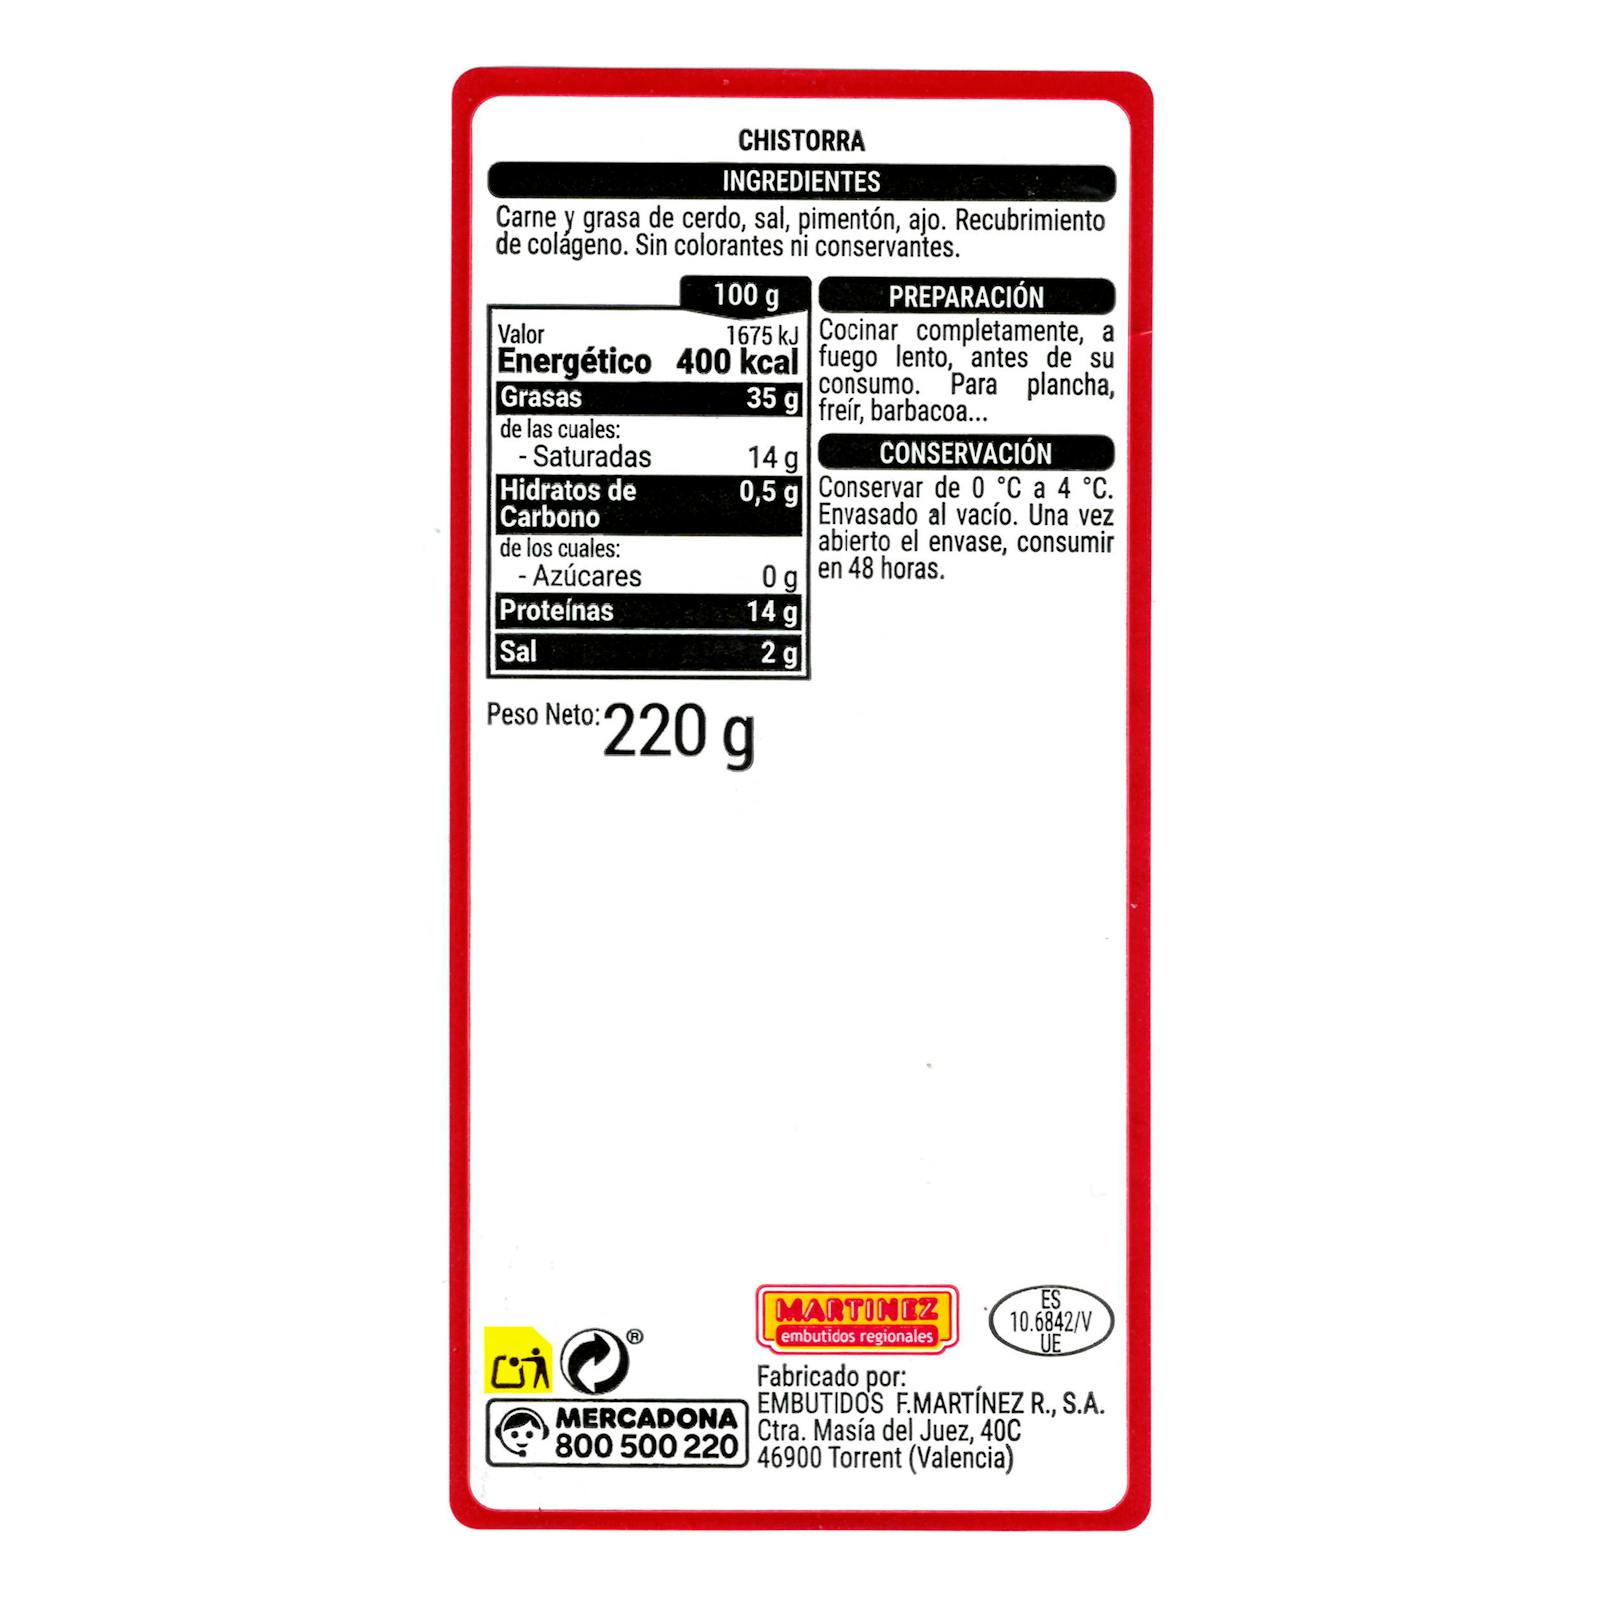 CHISTORRA
INGREDIENTES
Carne y grasa de cerdo, sal, pimentón, ajo. Recubrimiento
de colágeno. Sin colorantes ni conservantes.
100 g
Valor 1675 kJ
Energético 400 kcal
Grasas 35 g
de las cuales:
- Saturadas 14 g
Hidratos de 0,5 g
Carbono
de los cuales:
- Azúcares 0 g
Proteínas 14 g
Sal 2 g
PREPARACIÓN
Cocinar completamente, a
fuego lento, antes de su
consumo. Para plancha,
freír, barbacoa...
CONSERVACIÓN
Conservar de 0 °C a 4 °C.
Envasado al vacío. Una vez
abierto el envase, consumir
en 48 horas.
Peso Neto: 220 g
MARTINEZ
embutidos regionales
ES
10.6842/V
UE
®
MERCADONA
800 500 220
Fabricado por:
EMBUTIDOS F.MARTÍNEZ R., S.A.
Ctra. Masía del Juez, 40C
46900 Torrent (Valencia)